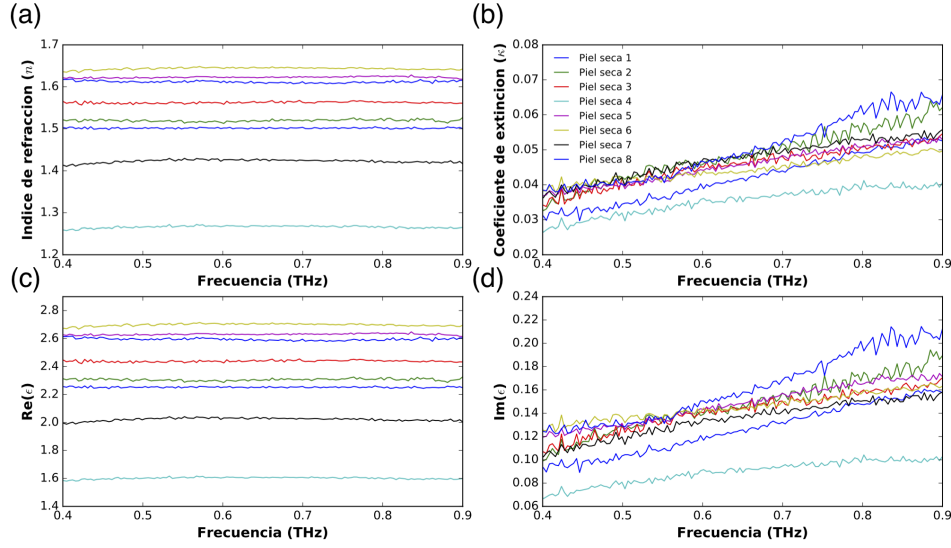 (a)
Indice de refraccion (n)
1.7
1.6
1.5
1.4
1.3
1.2
0.4 0.5 0.6 0.7 0.8 0.9
Frecuencia (THz)
(b)
Coeficiente de extincion (κ)
0.08
0.07
0.06
0.05
0.04
0.03
0.02
Piel seca 1
Piel seca 2
Piel seca 3
Piel seca 4
Piel seca 5
Piel seca 6
Piel seca 7
Piel seca 8
0.4 0.5 0.6 0.7 0.8 0.9
Frecuencia (THz)
(c)
Re(ϵ)
2.8
2.6
2.4
2.2
2.0
1.8
1.6
1.4
0.4 0.5 0.6 0.7 0.8 0.9
Frecuencia (THz)
(d)
Im(ϵ)
0.24
0.22
0.20
0.18
0.16
0.14
0.12
0.10
0.08
0.06
0.4 0.5 0.6 0.7 0.8 0.9
Frecuencia (THz)